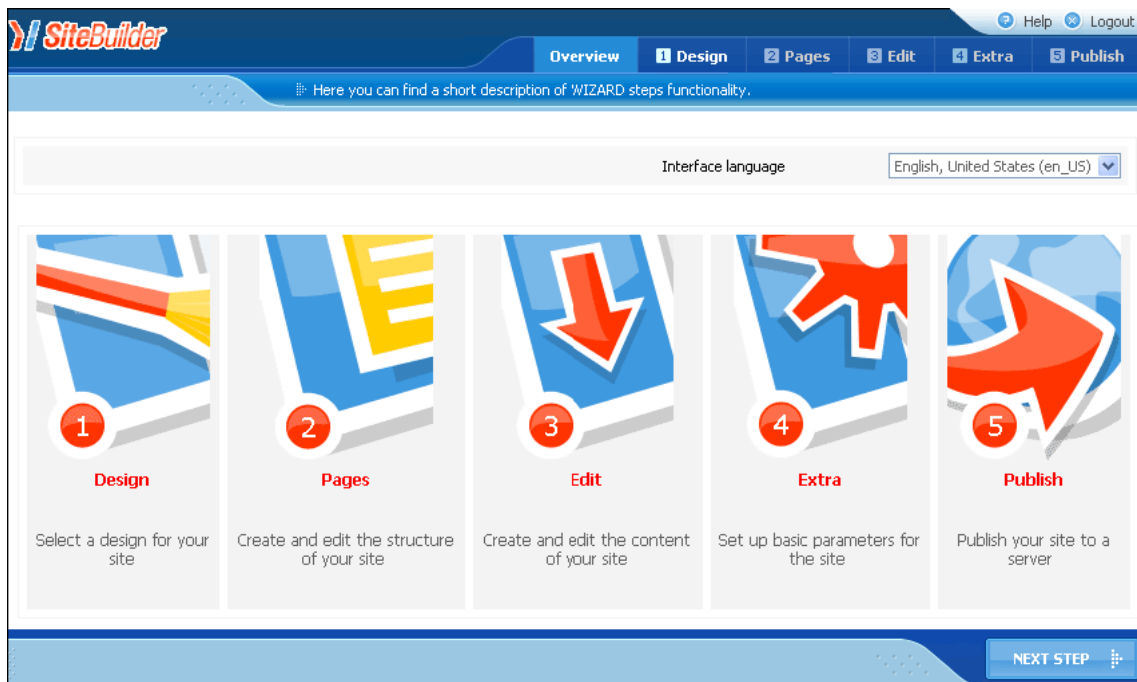 Help Logout
SiteBuilder
Overview 1 Design 2 Pages 3 Edit 4 Extra 5 Publish
Here you can find a short description of WIZARD steps functionality.
Interface language English, United States (en_US)
1 2 3 4 5
Design Pages Edit Extra Publish
Select a design for your site
Create and edit the structure of your site
Create and edit the content of your site
Set up basic parameters for the site
Publish your site to a server
NEXT STEP